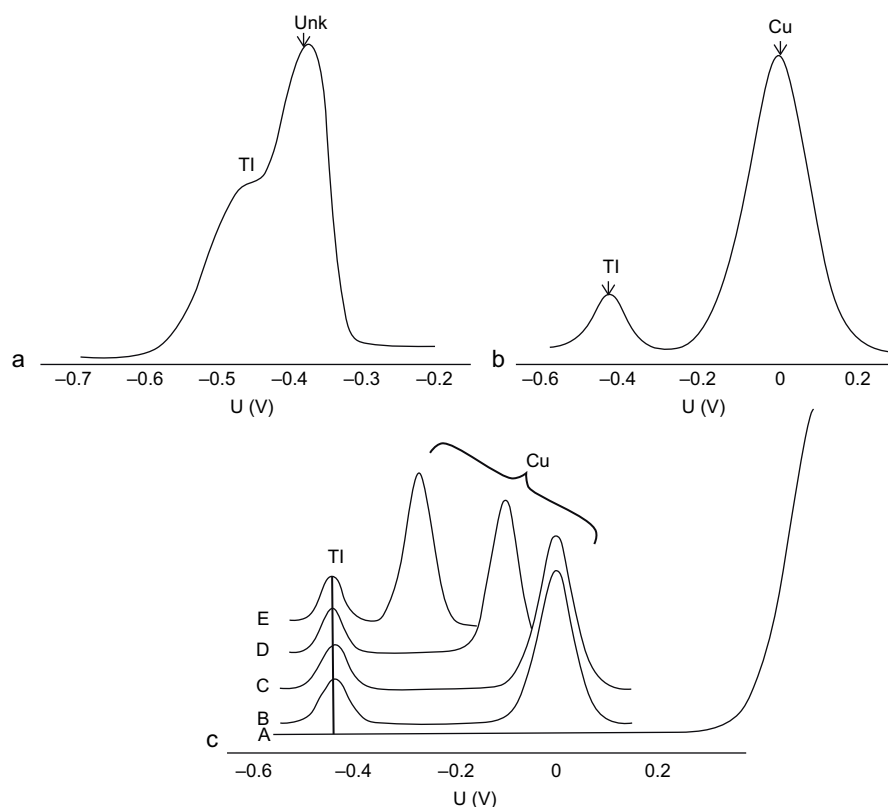 Unk
Tl
a
–0.7 –0.6 –0.5 –0.4 –0.3 –0.2
U (V)
Cu
Tl
b
–0.6 –0.4 –0.2 0 0.2
U (V)
Cu
Tl
E
D
C
B
A
c
–0.6 –0.4 –0.2 0 0.2
U (V)